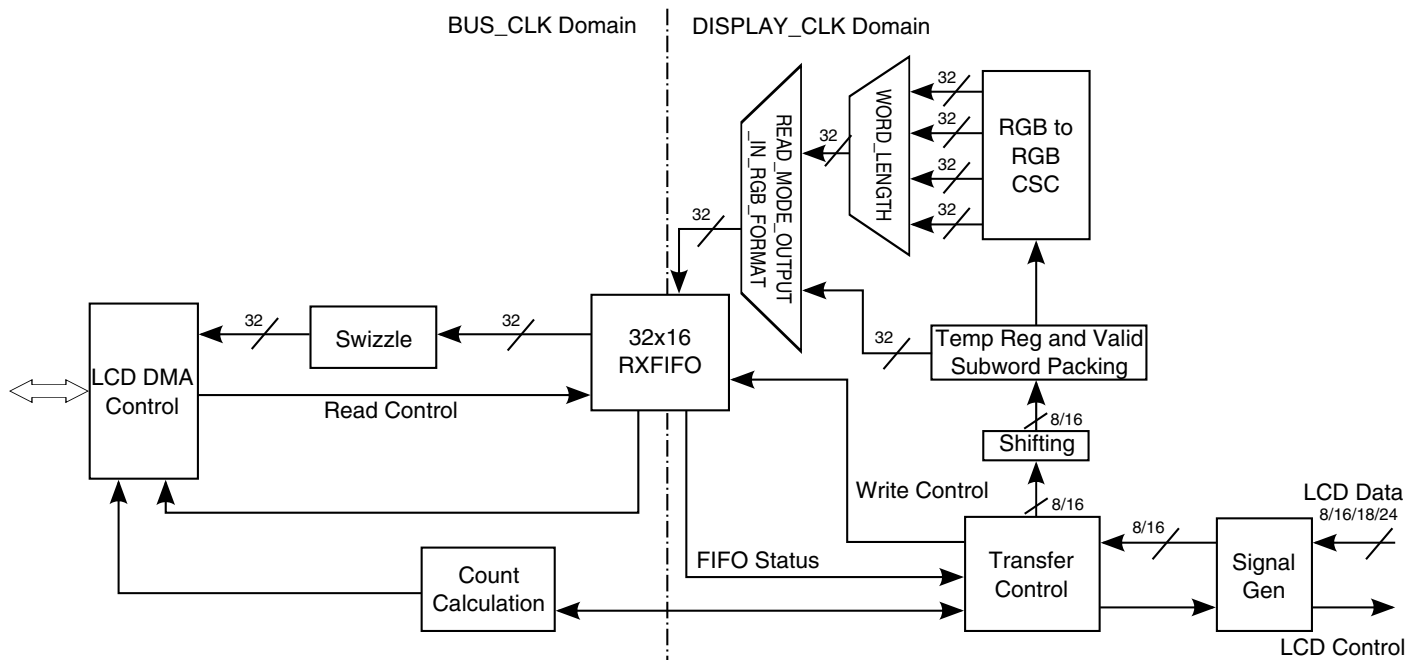 BUS_CLK Domain
DISPLAY_CLK Domain
READ_MODE_OUTPUT
_IN_RGB_FORMAT
32
32
WORD_LENGTH
32
32
32
32
RGB to
RGB
CSC
LCD DMA
Control
32
Swizzle
32
32x16
RXFIFO
32
Temp Reg and Valid
Subword Packing
Read Control
8/16
Shifting
Write Control
8/16
LCD Data
8/16/18/24
8/16
FIFO Status
Transfer
Control
Signal
Gen
Count
Calculation
LCD Control